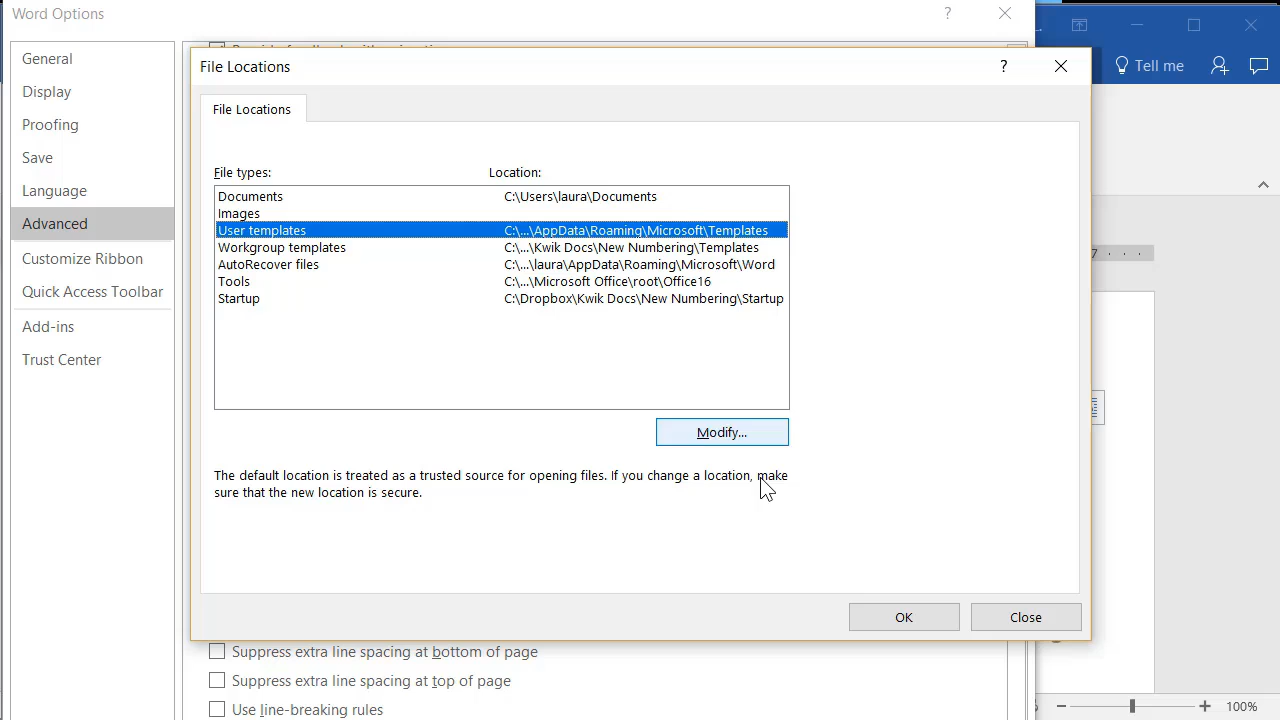 Word Options
General
Display
Proofing
Save
Language
Advanced
Customize Ribbon
Quick Access Toolbar
Add-ins
Trust Center
File Locations
File Locations
File types: Location:
Documents C:\Users\laura\Documents
Images
User templates C:\...\AppData\Roaming\Microsoft\Templates
Workgroup templates C:\...\Kwik Docs\New Numbering\Templates
AutoRecover files C:\...\laura\AppData\Roaming\Microsoft\Word
Tools C:\...\Microsoft Office\root\Office16
Startup C:\Dropbox\Kwik Docs\New Numbering\Startup
Modify...
The default location is treated as a trusted source for opening files. If you change a location, make
sure that the new location is secure.
OK Close
Suppress extra line spacing at bottom of page
Suppress extra line spacing at top of page
Use line-breaking rules
Tell me
7
100%